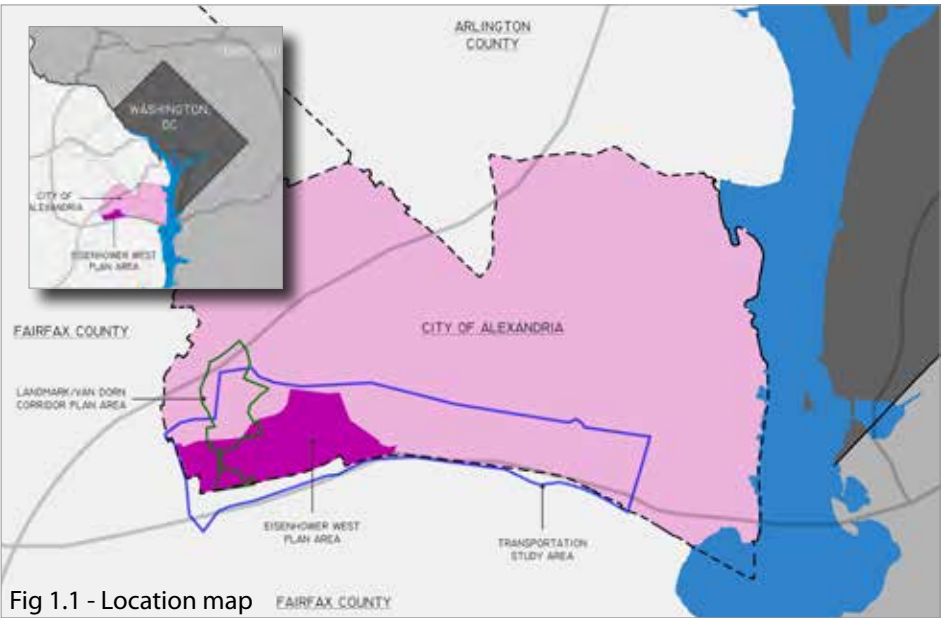 ARLINGTON
COUNTY
WASHINGTON,
DC
CITY OF
ALEXANDRIA
EISENHOWER WEST
PLAN AREA
FAIRFAX COUNTY
CITY OF ALEXANDRIA
LANDMARK/VAN DORN
CORRIDOR PLAN AREA
EISENHOWER WEST
PLAN AREA
TRANSPORTATION
STUDY AREA
Fig 1.1 - Location map
FAIRFAX COUNTY